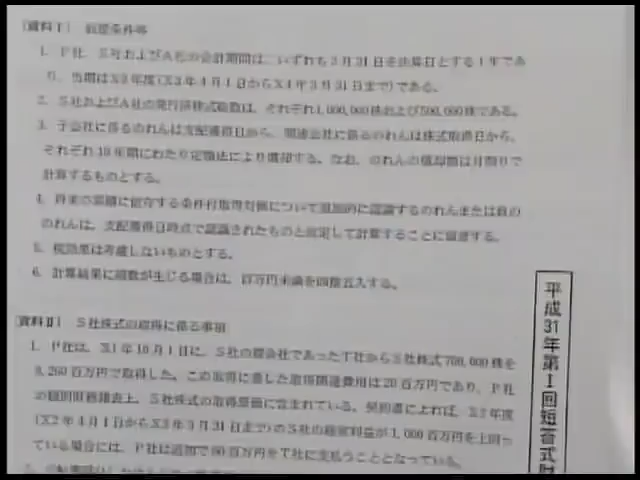 〔資料Ⅰ〕 前提条件等
1. P社、S社およびA社の会計期間は、いずれも3月31日を決算日とする1年であ
り、当期はX3年度(X3年4月1日からX4年3月31日まで)である。
2. S社およびA社の発行済株式総数は、それぞれ1,000,000株および500,000株である。
3. 子会社に係るのれんは支配獲得日から、関連会社に係るのれんは株式取得日から、
それぞれ10年間にわたり定額法により償却する。なお、のれんの償却額は月割りで
計算するものとする。
4. 将来の業績に依存する条件付取得対価について追加的に認識するのれんまたは負の
のれんは、支配獲得日時点で認識されたものと仮定して計算することに留意する。
5. 税効果は考慮しないものとする。
6. 計算結果に端数が生じる場合は、百万円未満を四捨五入する。
〔資料Ⅱ〕 S社株式の取得に係る事項
1. P社は、X1年10月1日に、S社の親会社であったT社からS社株式700,000株を
8,260百万円で取得した。この取得に要した取得関連費用は20百万円であり、P社
の個別財務諸表上、S社株式の取得原価に含まれている。契約書によれば、X2年度
(X2年4月1日からX3年3月31日まで)のS社の経常利益が1,000百万円を上回っ
ている場合には、P社は追加で60百万円をT社に支払うこととなっている。
平成31年第Ⅰ回短答式財